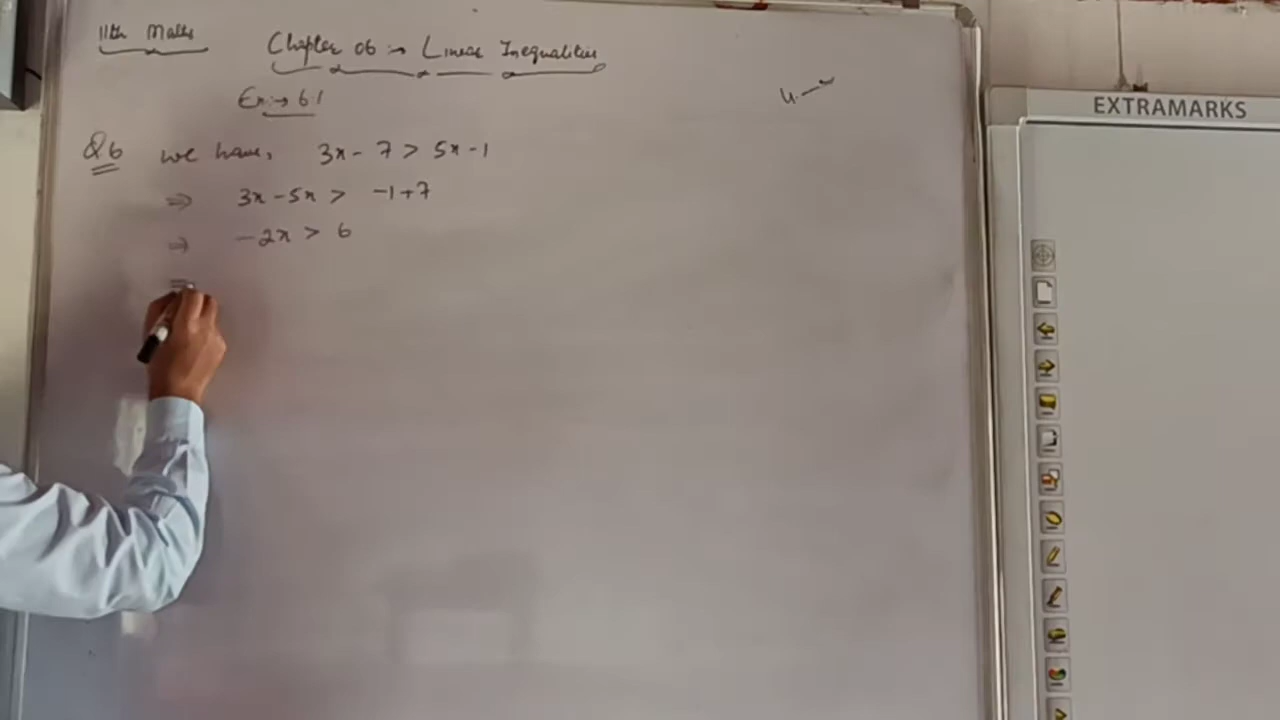 11th Maths
Chapter 06 :→ Linear Inequalities
Ex :→ 6.1
Q6 we have, 3x - 7 > 5x - 1
⇒ 3x - 5x > -1 + 7
⇒ -2x > 6
EXTRAMARKS